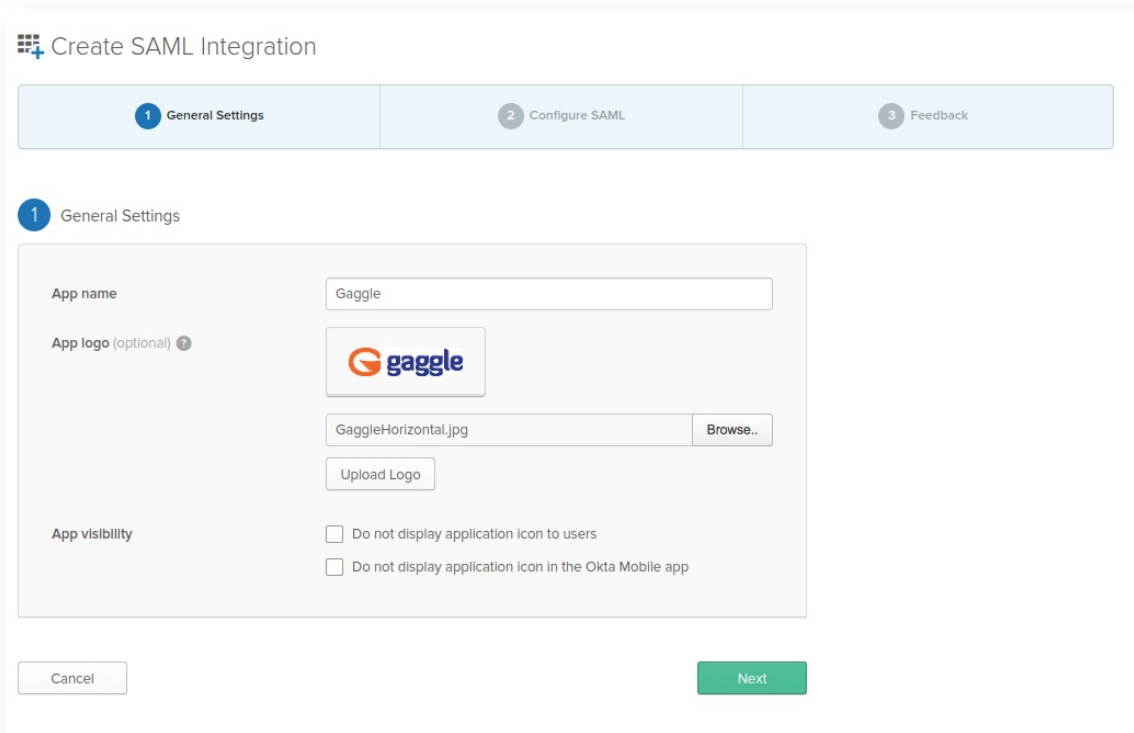 Create SAML Integration
1 General Settings
2 Configure SAML
3 Feedback
1 General Settings
App name
Gaggle
App logo (optional) ?
G gaggle
GaggleHorizontal.jpg
Browse..
Upload Logo
App visibility
Do not display application icon to users
Do not display application icon in the Okta Mobile app
Cancel
Next